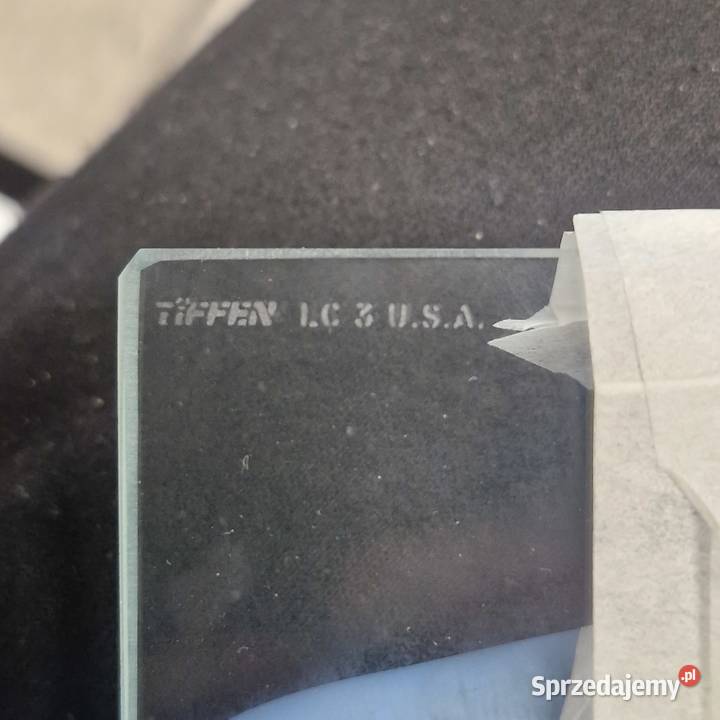 TIFFEN LC 3 U.S.A.
Sprzedajemy.pl